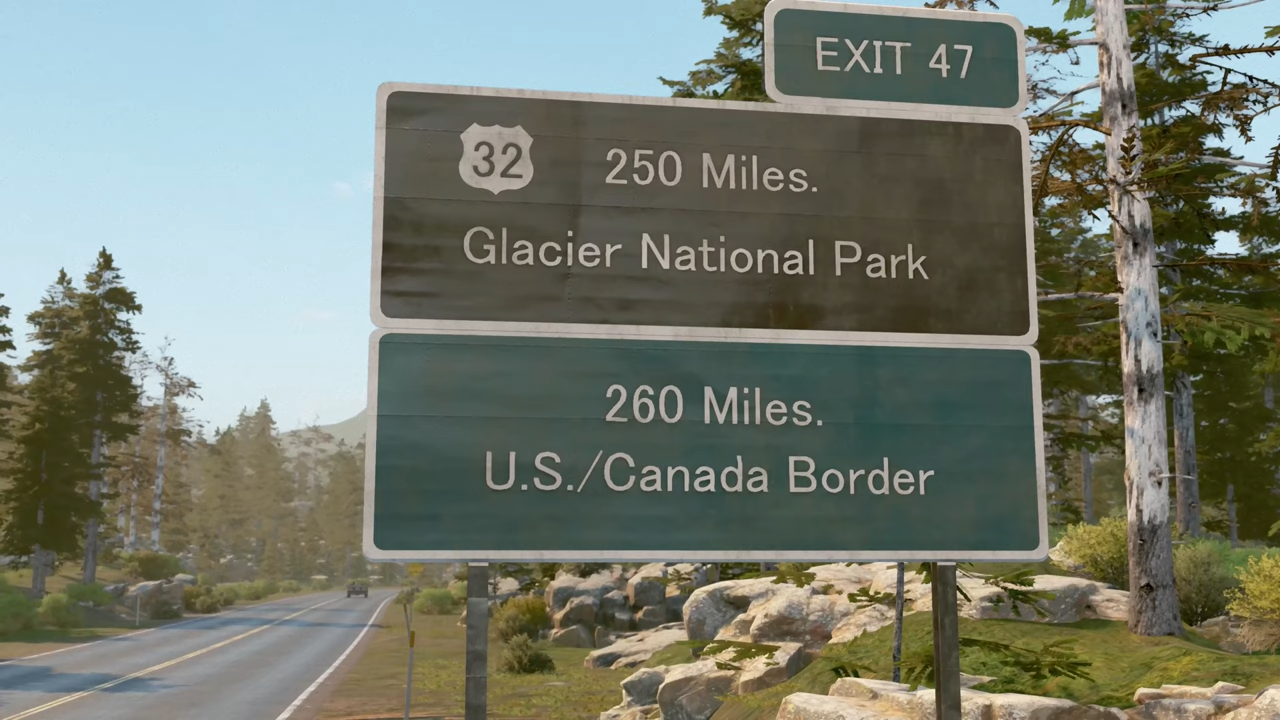 EXIT 47
32 250 Miles.
Glacier National Park
260 Miles.
U.S./Canada Border